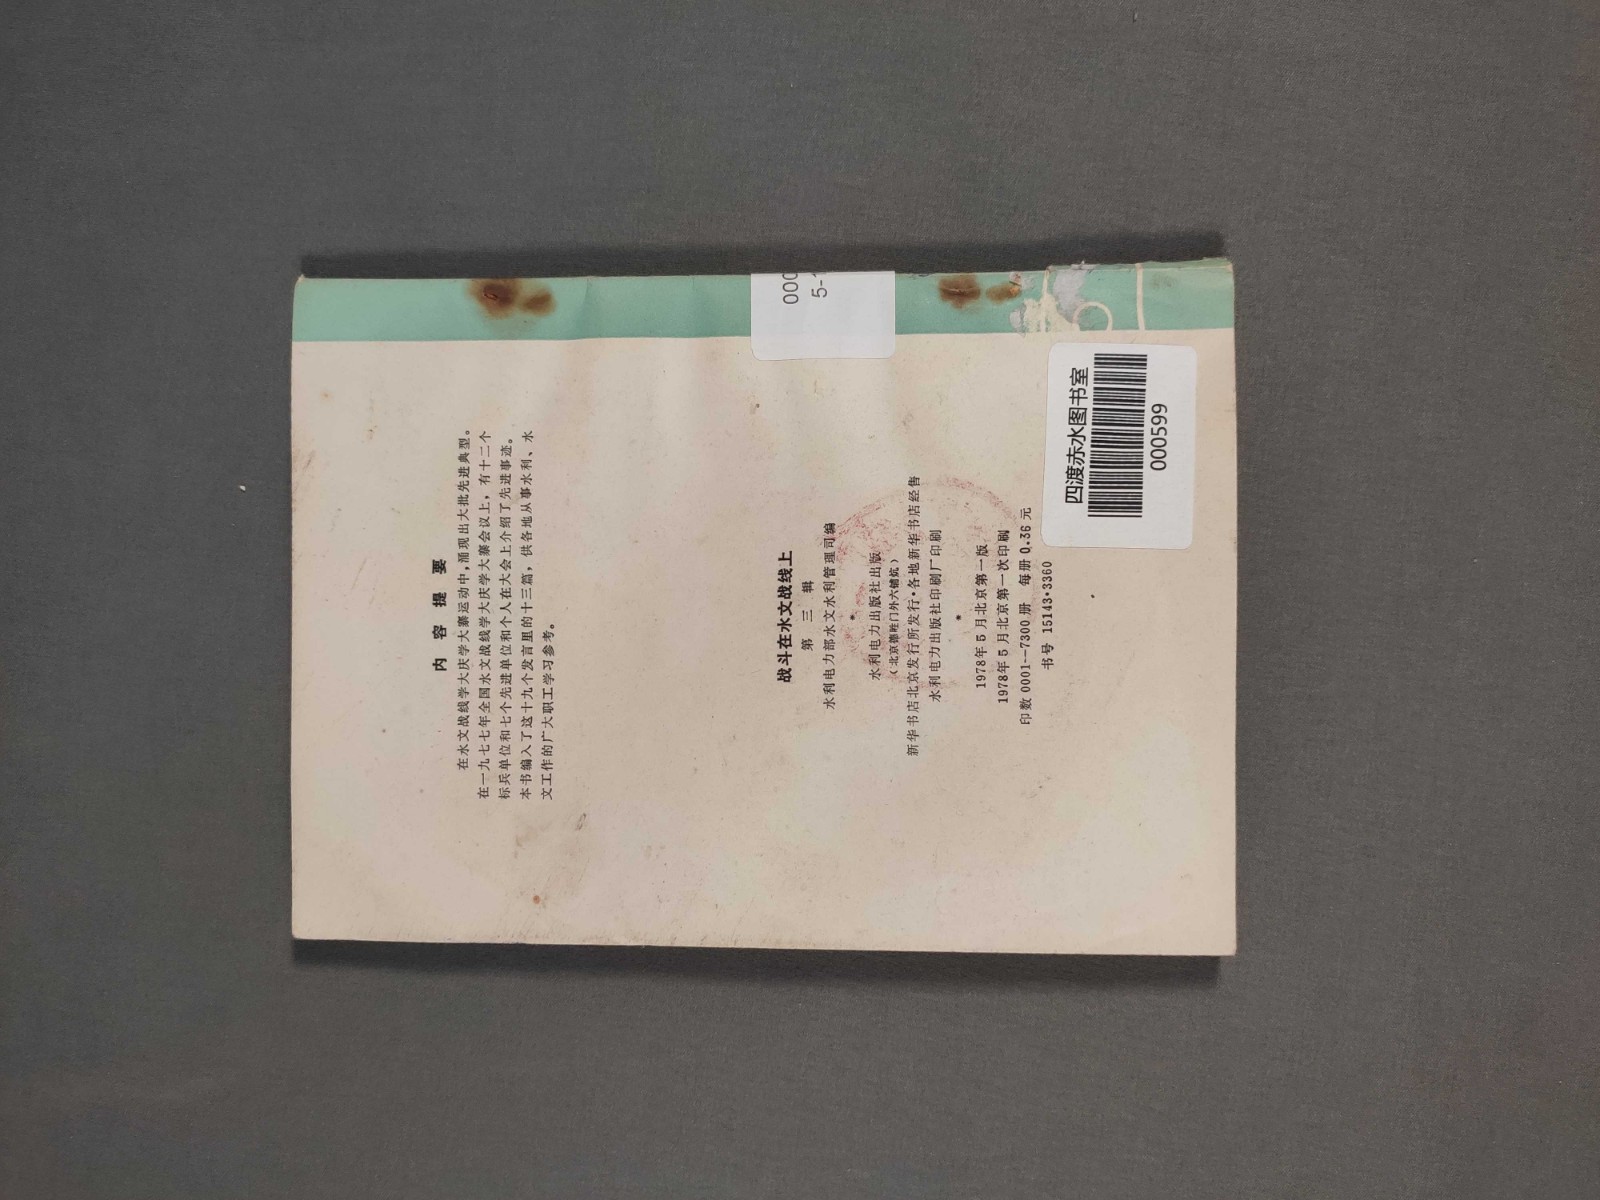 内容提要
在水文战线学大庆学大寨运动中,涌现出大批先进典型。
在一九七七年全国水文战线学大庆学大寨会议上，有十二个
标兵单位和七个先进单位和个人在大会上介绍了先进事迹。
本书编入了这十九个发言里的十三篇，供各地从事水利、水
文工作的广大职工学习参考。
战斗在水文战线上
第三辑
水利电力部水文水利管理司编
*
水利电力出版社出版
（北京德胜门外六铺炕）
新华书店北京发行所发行·各地新华书店经售
水利电力出版社印刷厂印刷
*
1978年5月北京第一版
1978年5月北京第一次印刷
印数 0001—7300 册 每册 0.36 元
书号 15143·3360
000
5-
四渡赤水图书室
000599